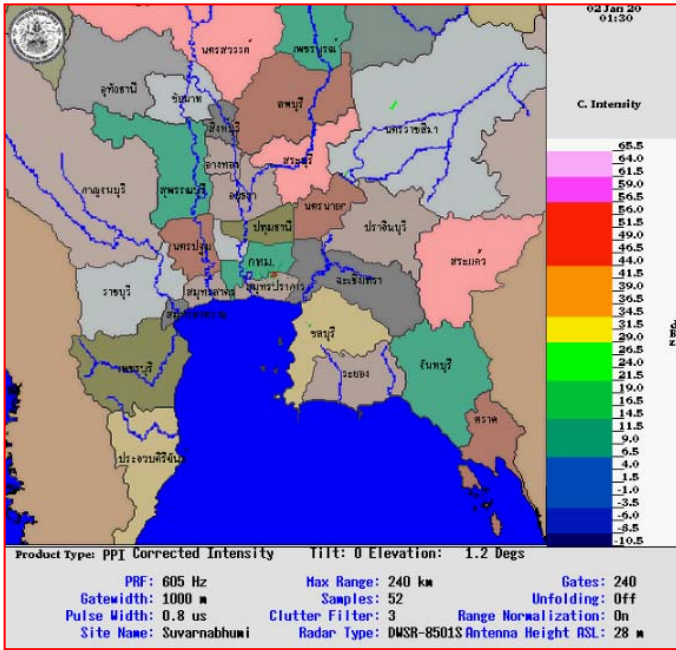 02 Jan 20
01:30
นครสวรรค์
เพชรบูรณ์
C. Intensity
อุทัยธานี
ชัยนาท
ลพบุรี
สิงห์บุรี
นครราชสีมา
อ่างทอง
สระบุรี
กาญจนบุรี
สุพรรณบุรี
อยุธยา
นครนายก
ปราจีนบุรี
ปทุมธานี
นครปฐม
กทม.
สระแก้ว
ราชบุรี
สมุทรสาคร
สมุทรปราการ
ฉะเชิงเทรา
ชลบุรี
เพชรบุรี
ระยอง
จันทบุรี
ตราด
ประจวบคีรีขันธ์
65.5
64.0
61.5
59.0
56.5
56.0
51.5
49.0
46.5
44.0
41.5
39.0
36.5
34.0
31.5
29.0
26.5
24.0
21.5
19.0
16.5
14.0
11.5
9.0
6.5
4.0
1.5
-1.0
-3.5
-6.0
-8.5
-10.5
Product Type: PPI Corrected Intensity Tilt: 0 Elevation: 1.2 Degs
PRF: 605 Hz Max Range: 240 km Gates: 240
Gatewidth: 1000 m Samples: 52 Unfolding: Off
Pulse Width: 0.8 us Clutter Filter: 3 Range Normalization: On
Site Name: Suvarnabhumi Radar Type: DWSR-8501S Antenna Height ASL: 28 m